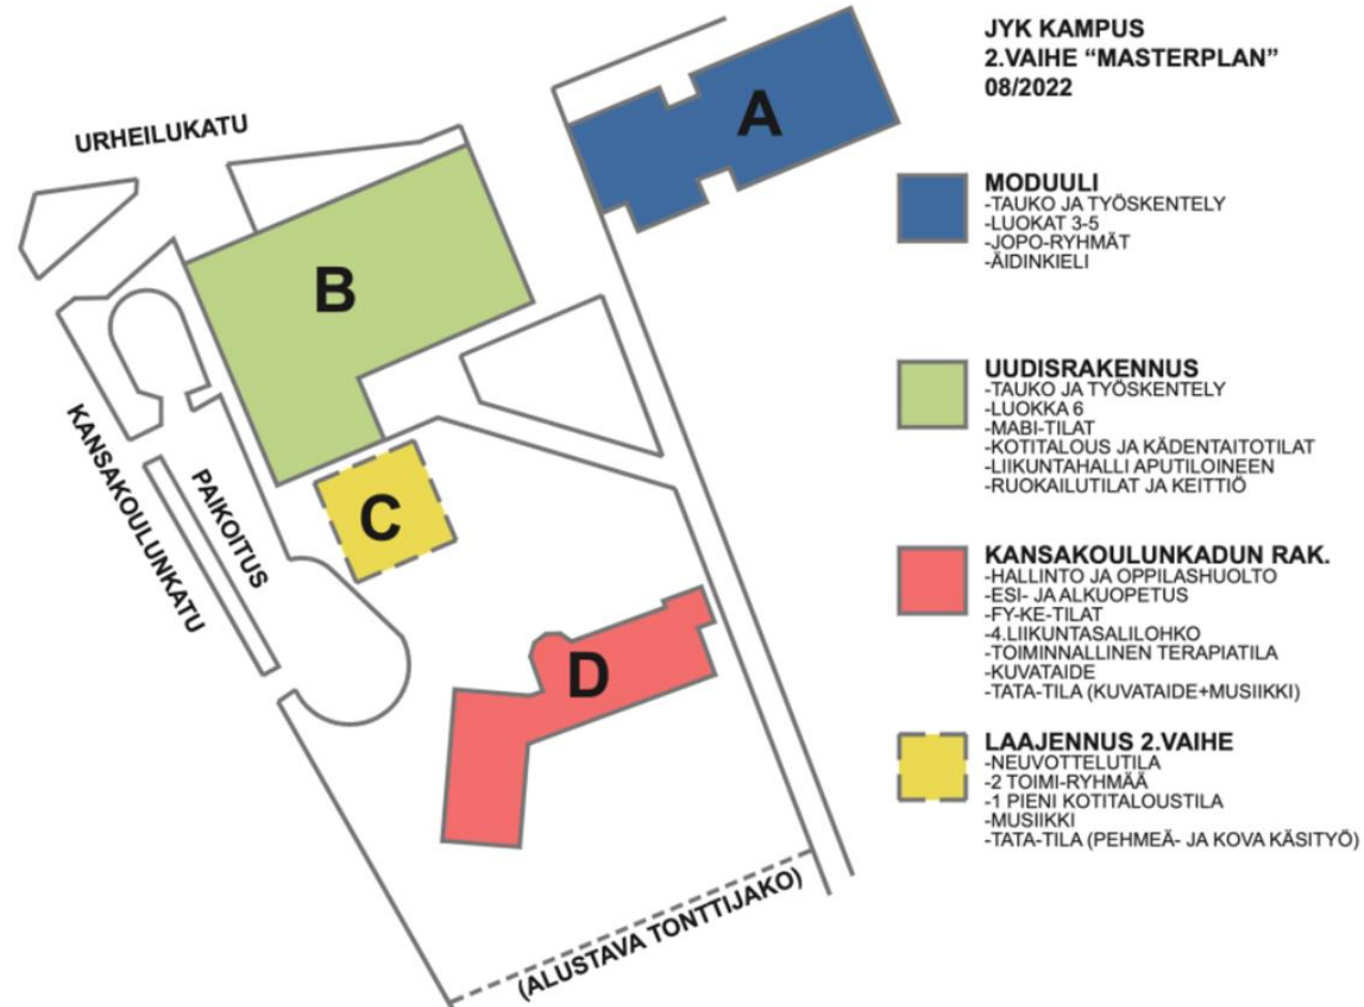 JYK KAMPUS
2.VAIHE “MASTERPLAN”
08/2022
URHEILUKATU
A
B
C
D
KANSAKOULUNKATU
PAIKOITUS
(ALUSTAVA TONTTIJAKO)
MODUULI
-TAUKO JA TYÖSKENTELY
-LUOKAT 3-5
-JOPO-RYHMÄT
-ÄIDINKIELI
UUDISRAKENNUS
-TAUKO JA TYÖSKENTELY
-LUOKKA 6
-MABI-TILAT
-KOTITALOUS JA KÄDENTAITOTILAT
-LIIKUNTAHALLI APUTILOINEEN
-RUOKAILUTILAT JA KEITTIÖ
KANSAKOULUNKADUN RAK.
-HALLINTO JA OPPILASHUOLTO
-ESI- JA ALKUOPETUS
-FY-KE-TILAT
-4.LIIKUNTASALILOHKO
-TOIMINNALLINEN TERAPIATILA
-KUVATAIDE
-TATA-TILA (KUVATAIDE+MUSIIKKI)
LAAJENNUS 2.VAIHE
-NEUVOTTELUTILA
-2 TOIMI-RYHMÄÄ
-1 PIENI KOTITALOUSTILA
-MUSIIKKI
-TATA-TILA (PEHMEÄ- JA KOVA KÄSITYÖ)